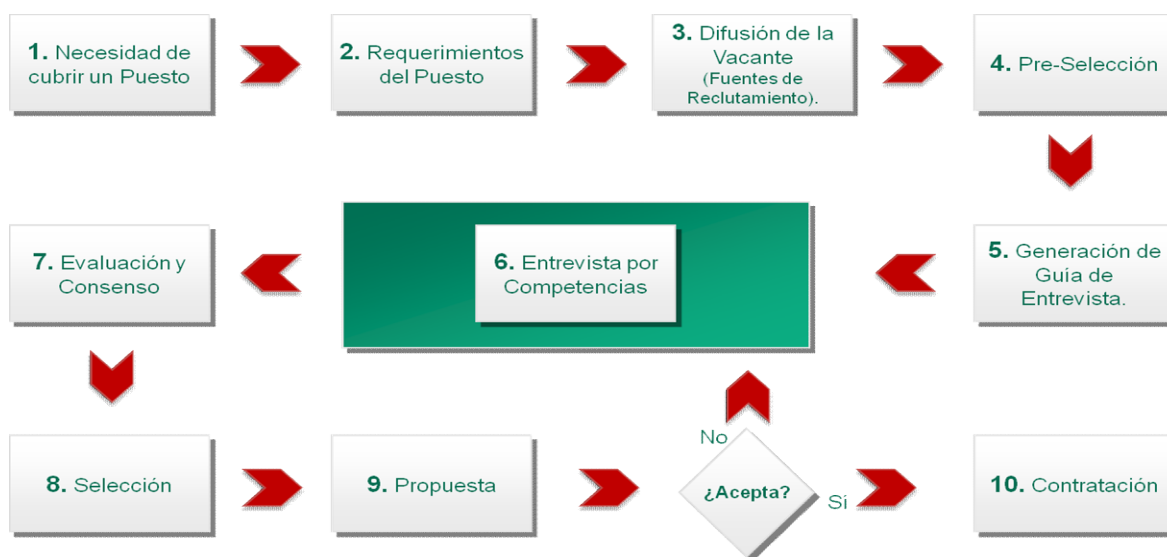 1. Necesidad de
cubrir un Puesto
2. Requerimientos
del Puesto
3. Difusión de la
Vacante
(Fuentes de
Reclutamiento).
4. Pre-Selección
5. Generación de
Guía de
Entrevista.
6. Entrevista por
Competencias
7. Evaluación y
Consenso
8. Selección
9. Propuesta
¿Acepta?
No
Si
10. Contratación